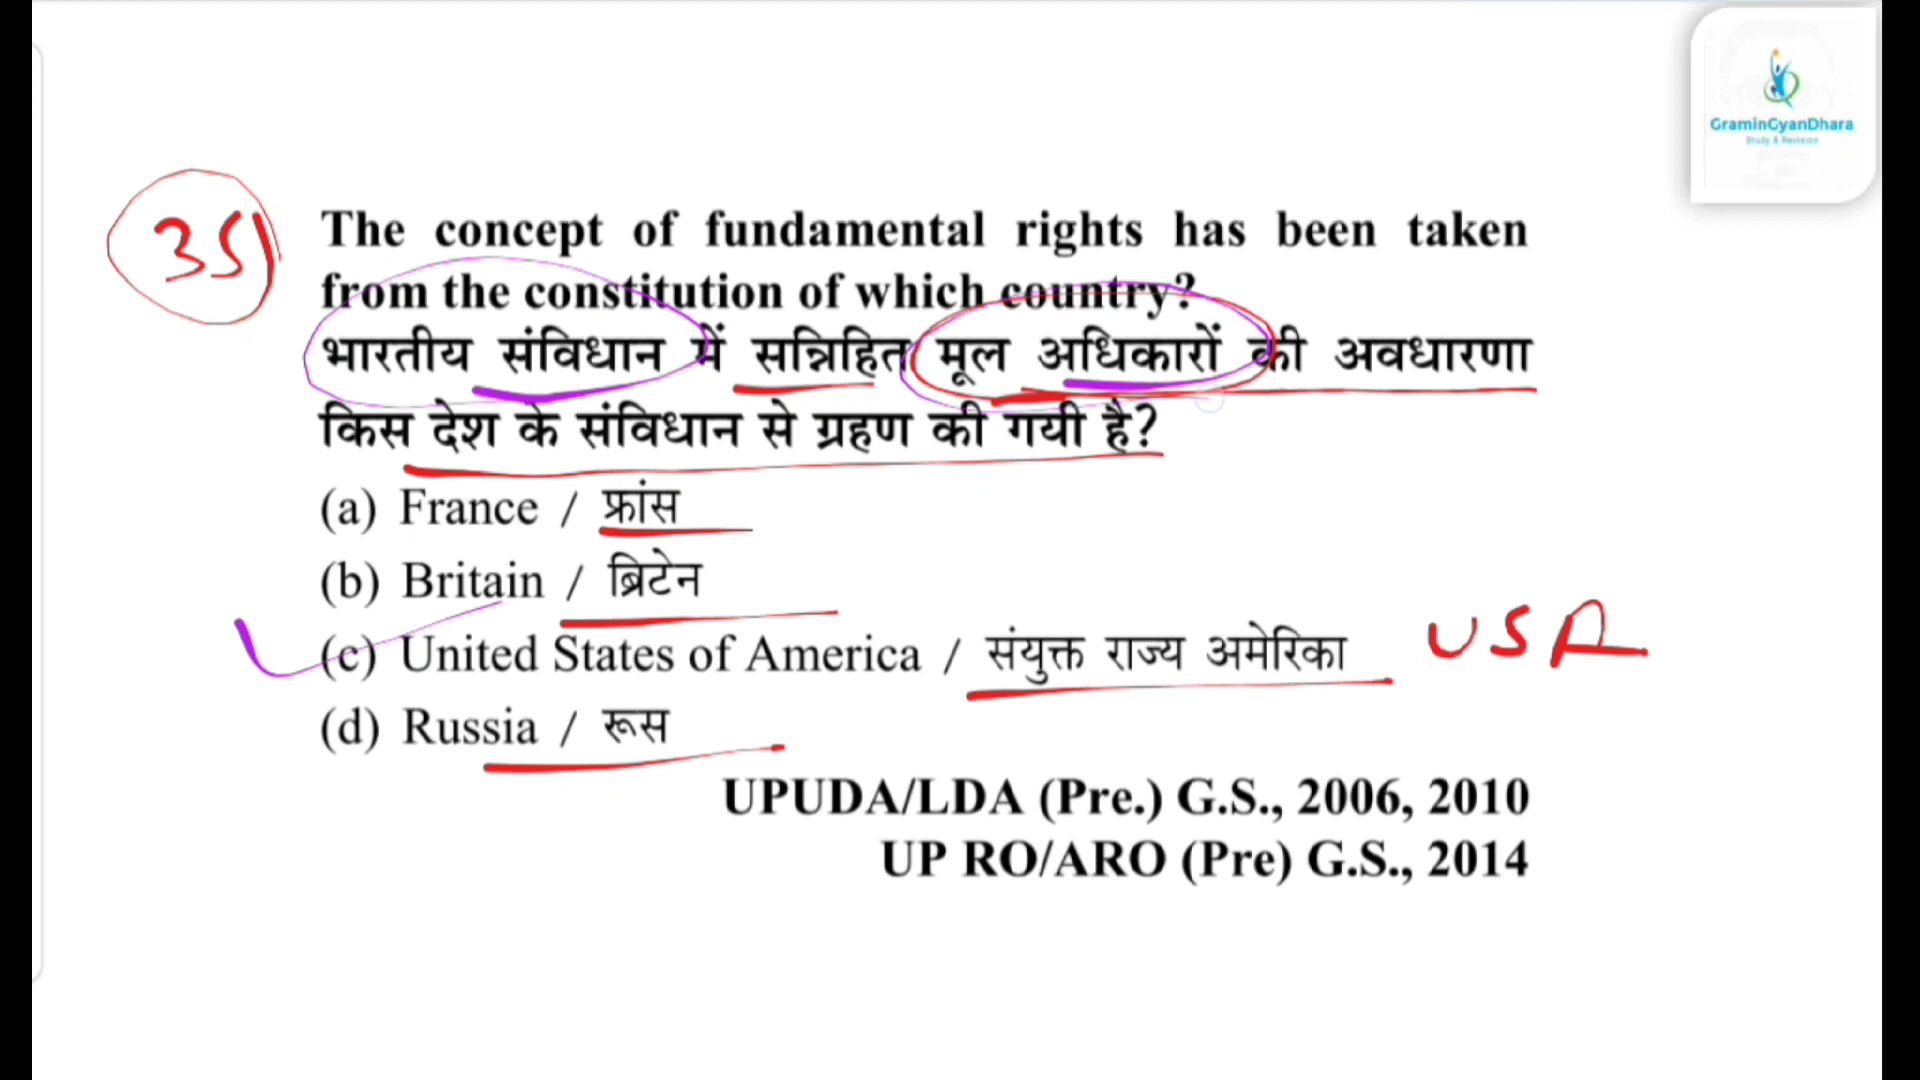 GraminGyanDhara
Study & Revision
35)
The concept of fundamental rights has been taken
from the constitution of which country?
भारतीय संविधान में सन्निहित मूल अधिकारों की अवधारणा
किस देश के संविधान से ग्रहण की गयी है?
(a) France / फ्रांस
(b) Britain / ब्रिटेन
(c) United States of America / संयुक्त राज्य अमेरिका USA
(d) Russia / रूस
UPUDA/LDA (Pre.) G.S., 2006, 2010
UP RO/ARO (Pre) G.S., 2014